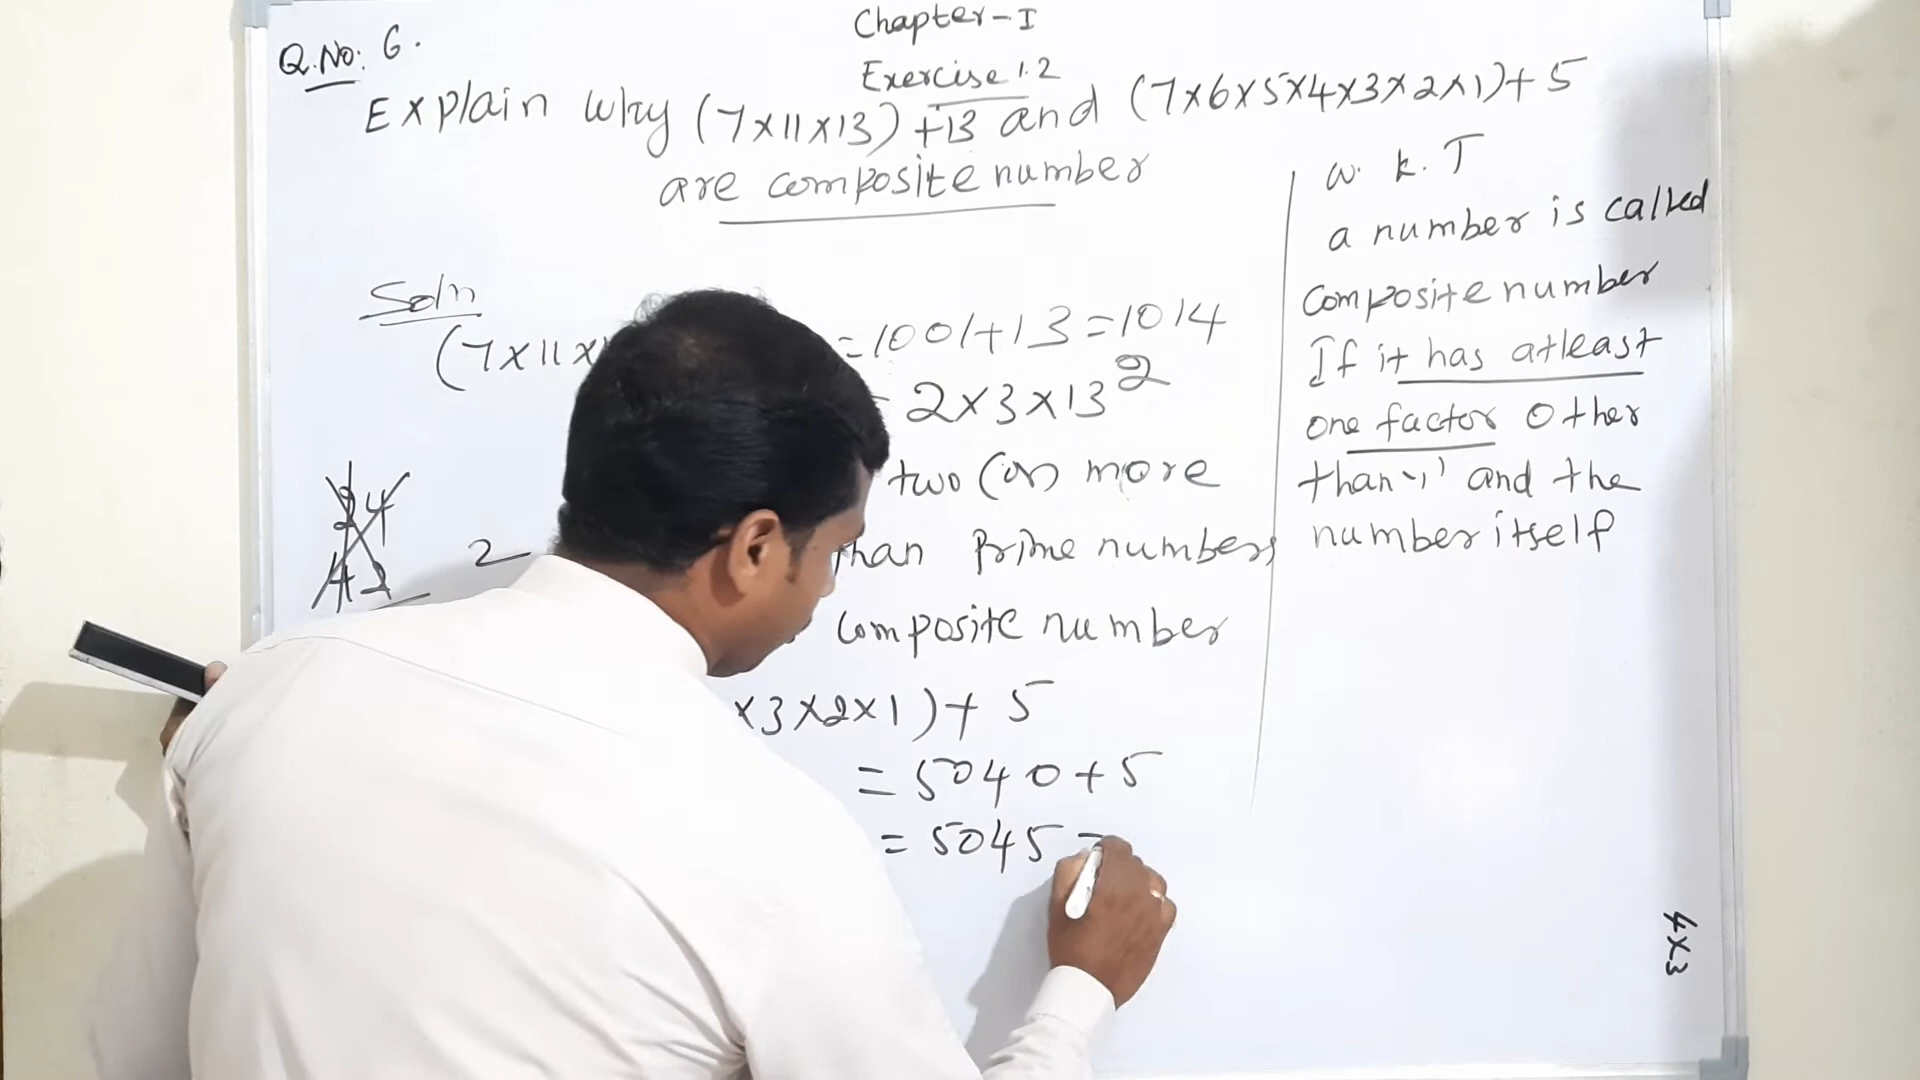 Chapter-I
Q.No: 6.
Exercise 1.2
Explain why (7×11×13)+13 and (7×6×5×4×3×2×1)+5
are composite number
Soln
(7×11×
=1001+13=1014
2×3×13²
two (or) more
than Prime numbers
composite number
×3×2×1)+ 5
= 5040+5
= 5045 =
24
42
2
w. k. T
a number is called
composite number
If it has atleast
one factor Other
than '1' and the
number itself
4×3